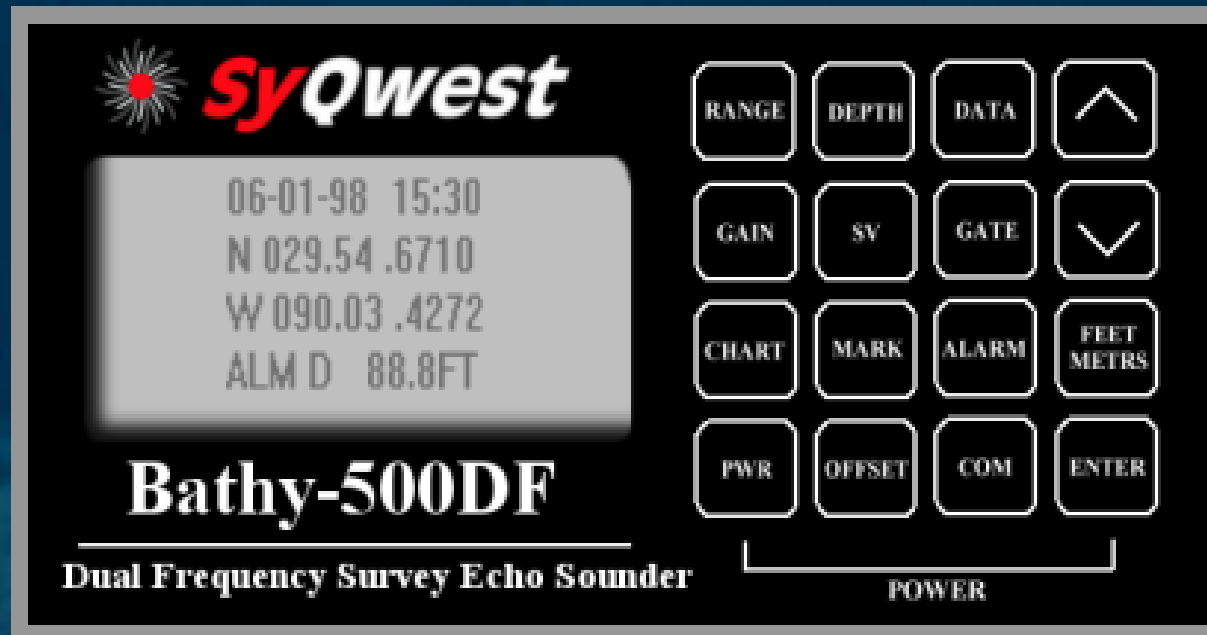 SyQwest
06-01-98 15:30
N 029.54 .6710
W 090.03 .4272
ALM D 88.8FT
Bathy-500DF
Dual Frequency Survey Echo Sounder
RANGE DEPTH DATA
GAIN SV GATE
CHART MARK ALARM FEET METRS
PWR OFFSET COM ENTER
POWER